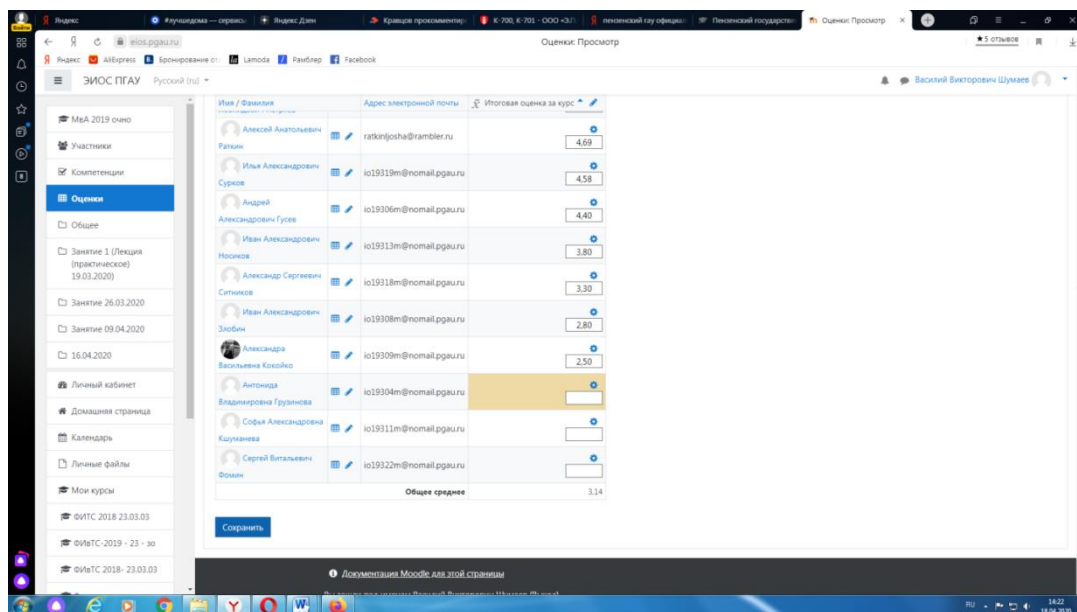 Яндекс
#лучшедома — сервисы
Яндекс Дзен
Кравцов прокомментир
К-700, К-701 - ООО «З.П
пензенский гау официал
Пензенский государстве
Оценки: Просмотр
Войти
eios.pgau.ru
Оценки: Просмотр
★ 5 отзывов
Яндекс
AliExpress
Бронирование от
Lamoda
Рамблер
Facebook
ЭИОС ПГАУ
Русский (ru)
Василий Викторович Шумаев
МвА 2019 очно
Участники
Компетенции
Оценки
Общее
Занятие 1 (Лекция
(практическое)
19.03.2020)
Занятие 26.03.2020
Занятие 09.04.2020
16.04.2020
Личный кабинет
Домашняя страница
Календарь
Личные файлы
Мои курсы
ФИТС 2018 23.03.03
ФИвТС-2019 - 23 - зо
ФИвТС 2018- 23.03.03
Имя / Фамилия
Адрес электронной почты
Итоговая оценка за курс
Алексей Анатольевич
Раткин
ratkinljosha@rambler.ru
4,69
Илья Александрович
Сурков
io19319m@nomail.pgau.ru
4,58
Андрей
Александрович Гусев
io19306m@nomail.pgau.ru
4,40
Иван Александрович
Носиков
io19313m@nomail.pgau.ru
3,80
Александр Сергеевич
Ситников
io19318m@nomail.pgau.ru
3,30
Иван Александрович
Злобин
io19308m@nomail.pgau.ru
2,80
Александра
Васильевна Кокойко
io19309m@nomail.pgau.ru
2,50
Антонида
Владимировна Грузинова
io19304m@nomail.pgau.ru
Софья Александровна
Кшуманева
io19311m@nomail.pgau.ru
Сергей Витальевич
Фомин
io19322m@nomail.pgau.ru
Общее среднее
3,14
Сохранить
Документация Moodle для этой страницы
RU
14:22
18.04.2020